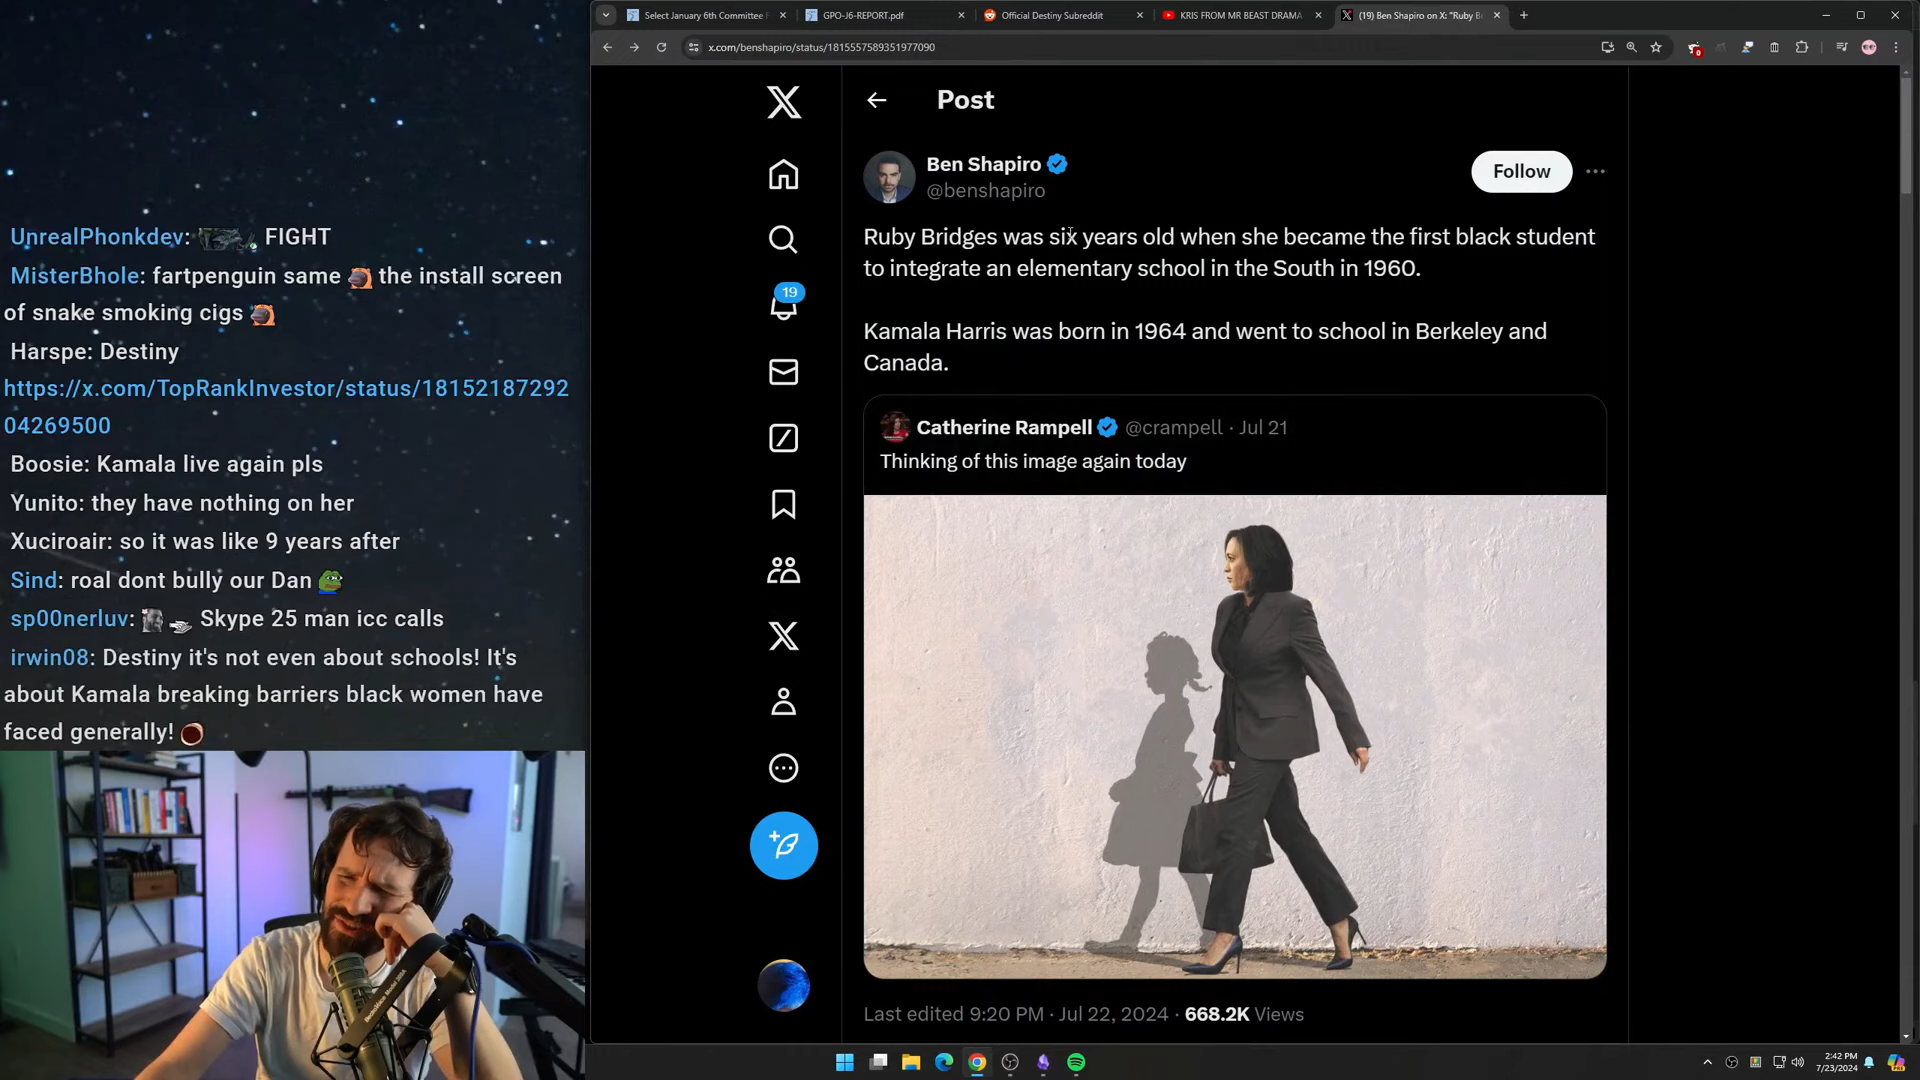 Select January 6th Committee F
GPO-J6-REPORT.pdf
Official Destiny Subreddit
KRIS FROM MR BEAST DRAMA
(19) Ben Shapiro on X: "Ruby B
x.com/benshapiro/status/1815557589351977090
UnrealPhonkdev: FIGHT
MisterBhole: fartpenguin same the install screen
of snake smoking cigs
Harspe: Destiny
https://x.com/TopRankInvestor/status/18152187292
04269500
Boosie: Kamala live again pls
Yunito: they have nothing on her
Xuciroair: so it was like 9 years after
Sind: roal dont bully our Dan
sp00nerluv: Skype 25 man icc calls
irwin08: Destiny it's not even about schools! It's
about Kamala breaking barriers black women have
faced generally!
19
Post
Ben Shapiro
@benshapiro
Follow
Ruby Bridges was six years old when she became the first black student
to integrate an elementary school in the South in 1960.
Kamala Harris was born in 1964 and went to school in Berkeley and
Canada.
Catherine Rampell @crampell · Jul 21
Thinking of this image again today
Last edited 9:20 PM · Jul 22, 2024 · 668.2K Views
2:42 PM
7/23/2024